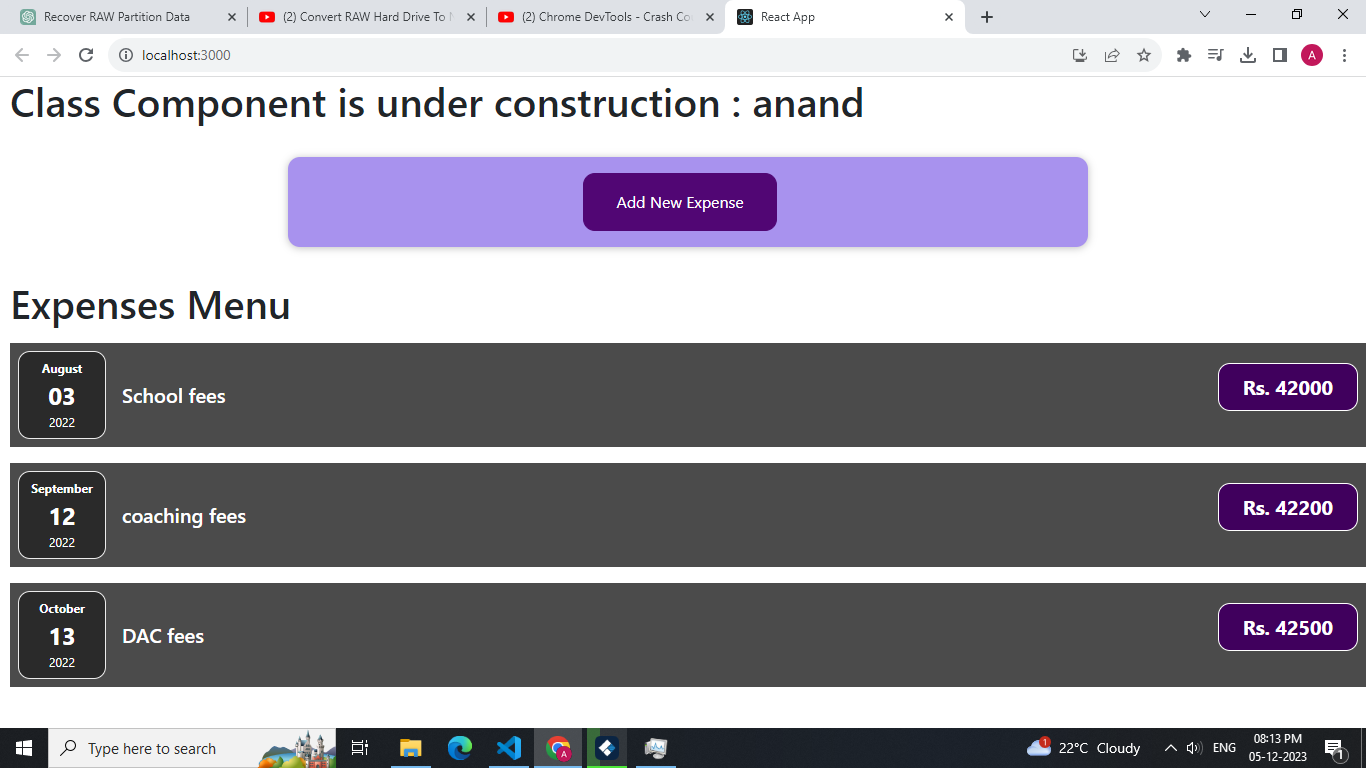 Recover RAW Partition Data
(2) Convert RAW Hard Drive To
(2) Chrome DevTools - Crash Co
React App
localhost:3000
A
Class Component is under construction : anand
Add New Expense
Expenses Menu
August
03
2022
School fees
Rs. 42000
September
12
2022
coaching fees
Rs. 42200
October
13
2022
DAC fees
Rs. 42500
Type here to search
A
1
22°C Cloudy
ENG
08:13 PM
05-12-2023
1